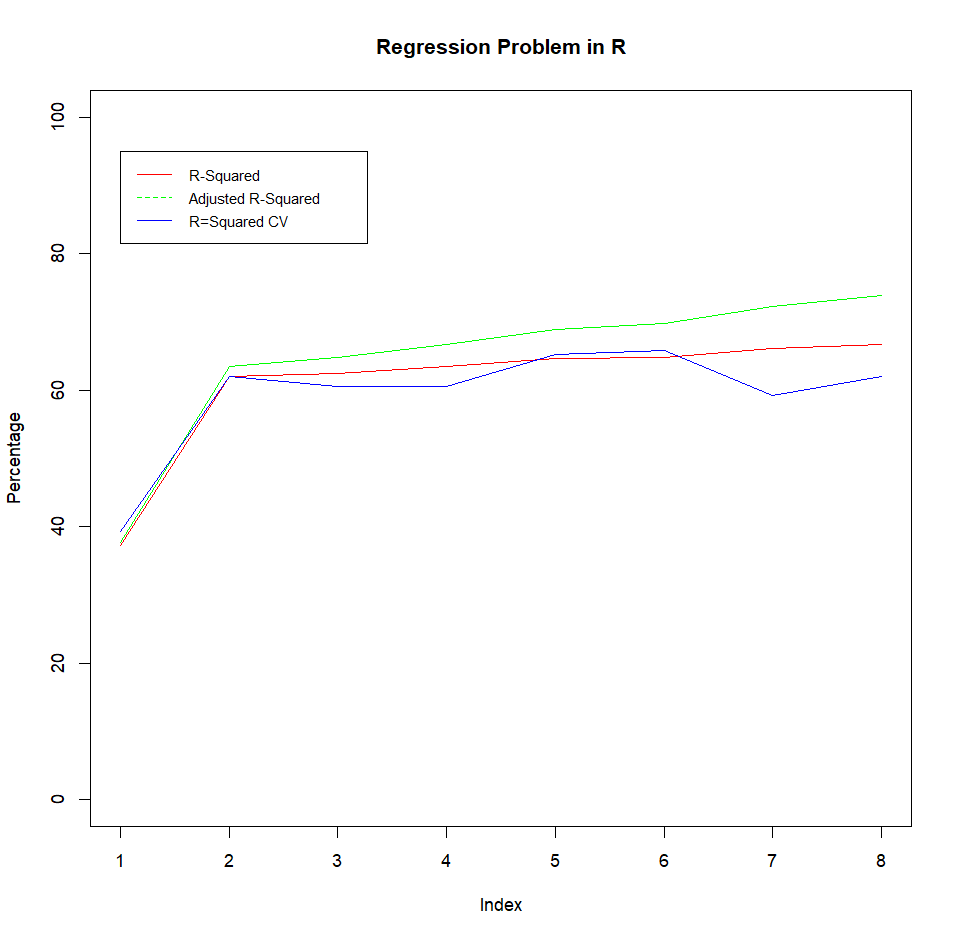 Regression Problem in R
100
80
60
40
20
0
Percentage
R-Squared
Adjusted R-Squared
R=Squared CV
1 2 3 4 5 6 7 8
Index